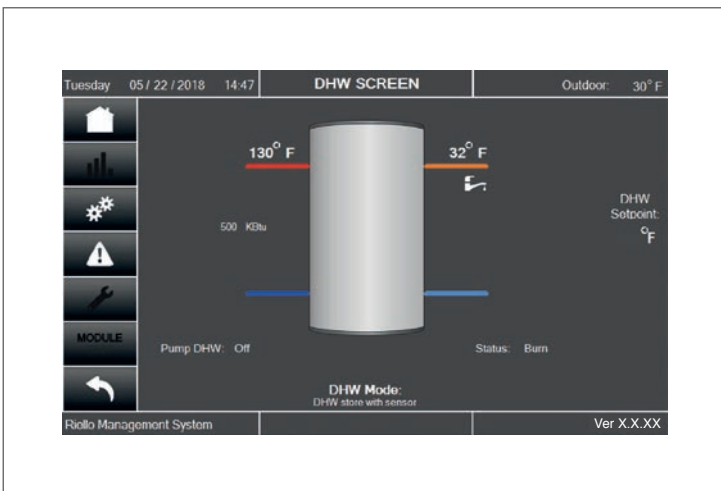 Tuesday 05 / 22 / 2018 14:47 DHW SCREEN Outdoor: 30° F
130° F 32° F
DHW
Setpoint:
°F
500 KBtu
MODULE
Pump DHW: Off Status: Burn
DHW Mode:
DHW store with sensor
Riello Management System Ver X.X.XX